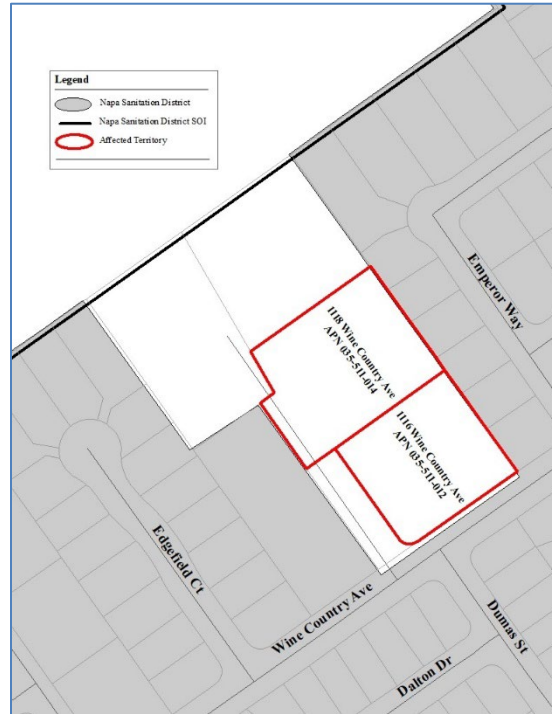 Legend
Napa Sanitation District
Napa Sanitation District SOI
Affected Territory
Emperor Way
1118 Wine Country Ave
APN 035-511-014
1116 Wine Country Ave
APN 035-511-012
Edgefield Ct
Wine Country Ave
Dumas St
Dalton Dr